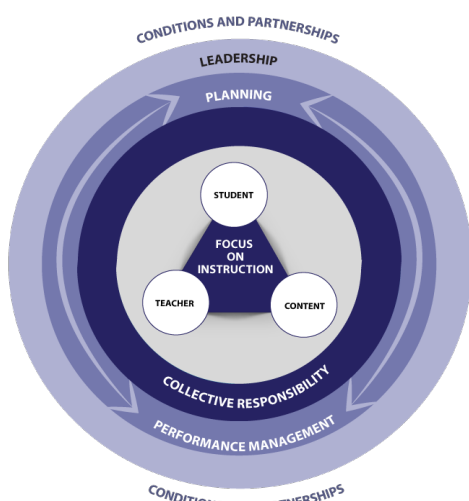 CONDITIONS AND PARTNERSHIPS
LEADERSHIP
PLANNING
STUDENT
FOCUS
ON
INSTRUCTION
TEACHER
CONTENT
COLLECTIVE RESPONSIBILITY
PERFORMANCE MANAGEMENT